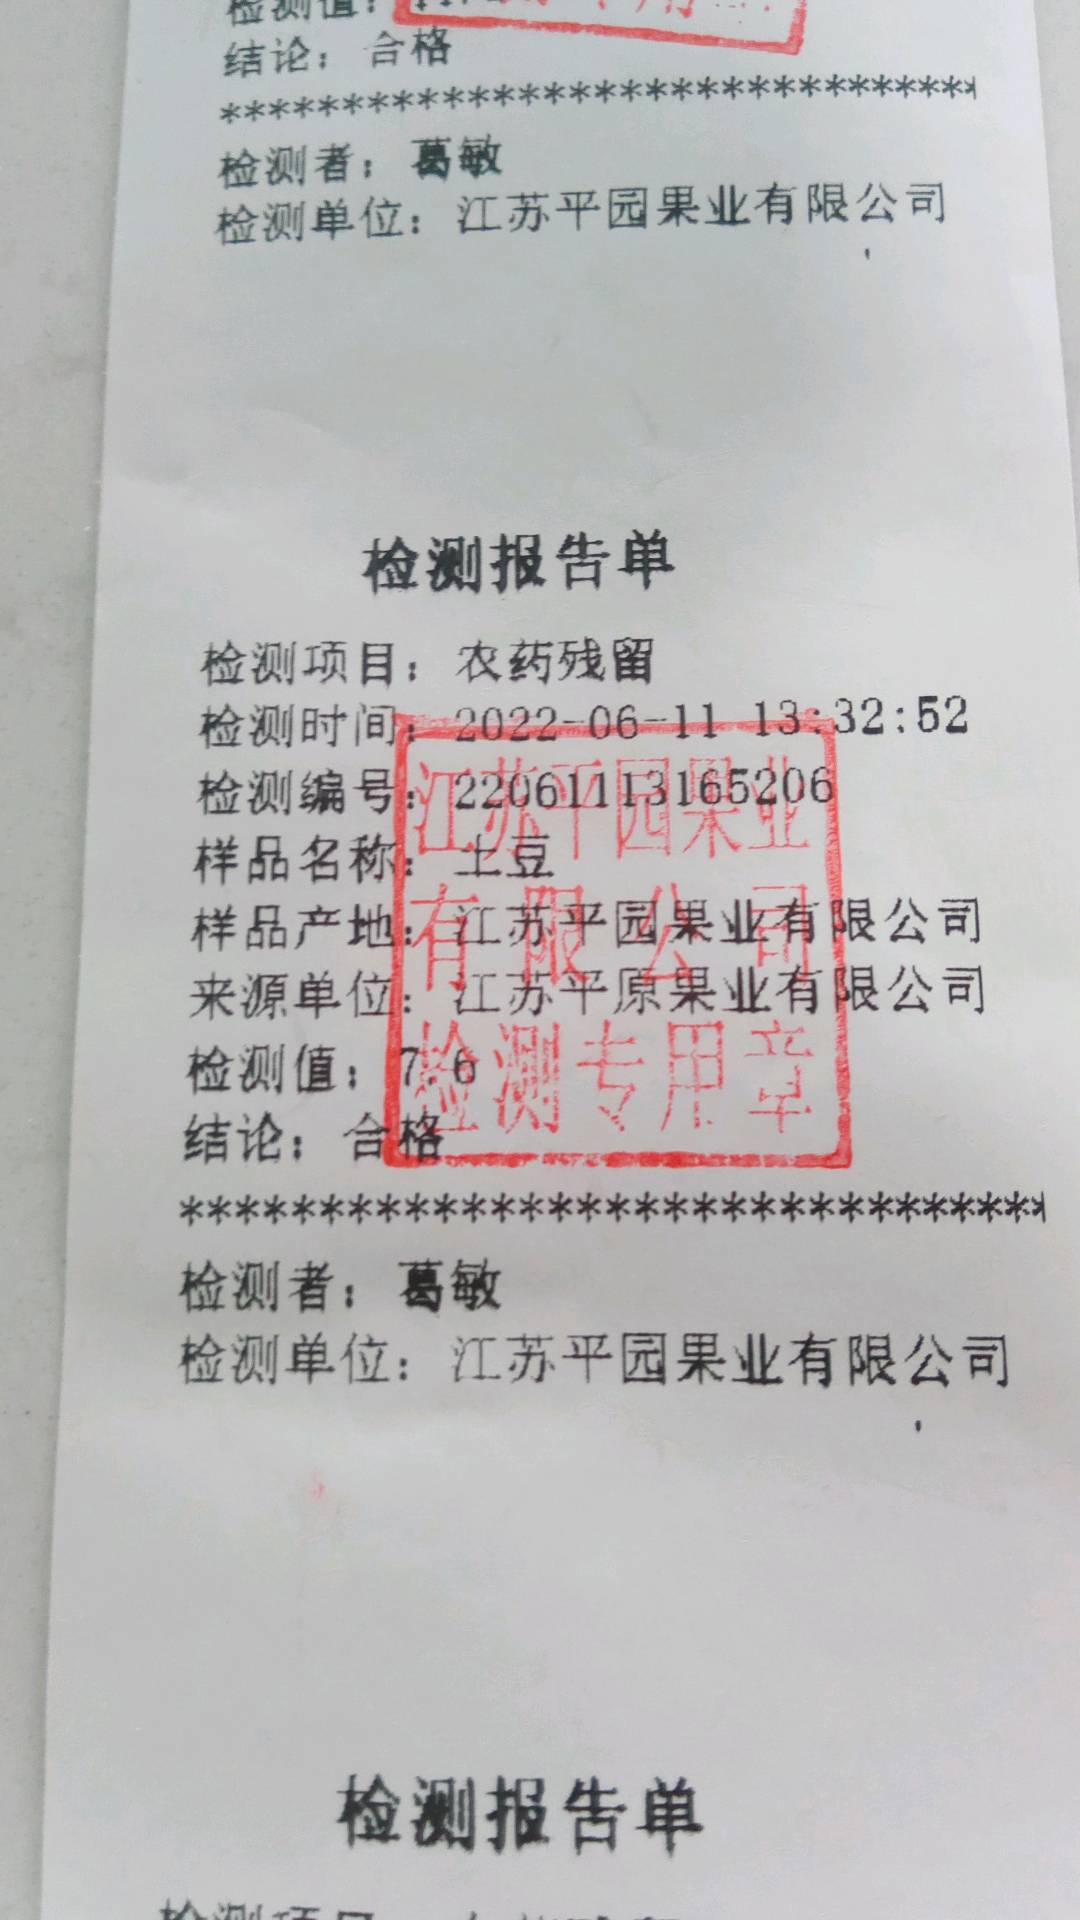 检测值：
结论：合格
*******************************
检测者：葛敏
检测单位：江苏平园果业有限公司
检测报告单
检测项目：农药残留
检测时间：2022-06-11 13:32:52
检测编号：22061113165206
样品名称：土豆
样品产地：江苏平园果业有限公司
来源单位：江苏平原果业有限公司
检测值：7.6
结论：合格
江苏平园果业
有限公司
检测专用章
*******************************
检测者：葛敏
检测单位：江苏平园果业有限公司
检测报告单
检测项目：农药残留